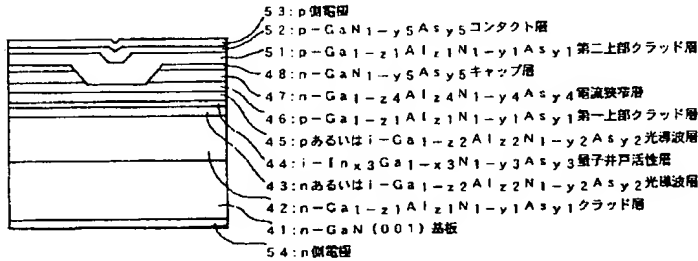 53:p側電極
52:p-GaN1-y5Asy5コンタクト層
51:p-Ga1-z1Alz1N1-y1Asy1第二上部クラッド層
48:n-GaN1-y5Asy5キャップ層
47:n-Ga1-z4Alz4N1-y4Asy4電流狭窄層
46:p-Ga1-z1Alz1N1-y1Asy1第一上部クラッド層
45:pあるいはi-Ga1-z2Alz2N1-y2Asy2光導波層
44:i-Inx3Ga1-x3N1-y3Asy3量子井戸活性層
43:nあるいはi-Ga1-z2Alz2N1-y2Asy2光導波層
42:n-Ga1-z1Alz1N1-y1Asy1クラッド層
41:n-GaN(001)基板
54:n側電極